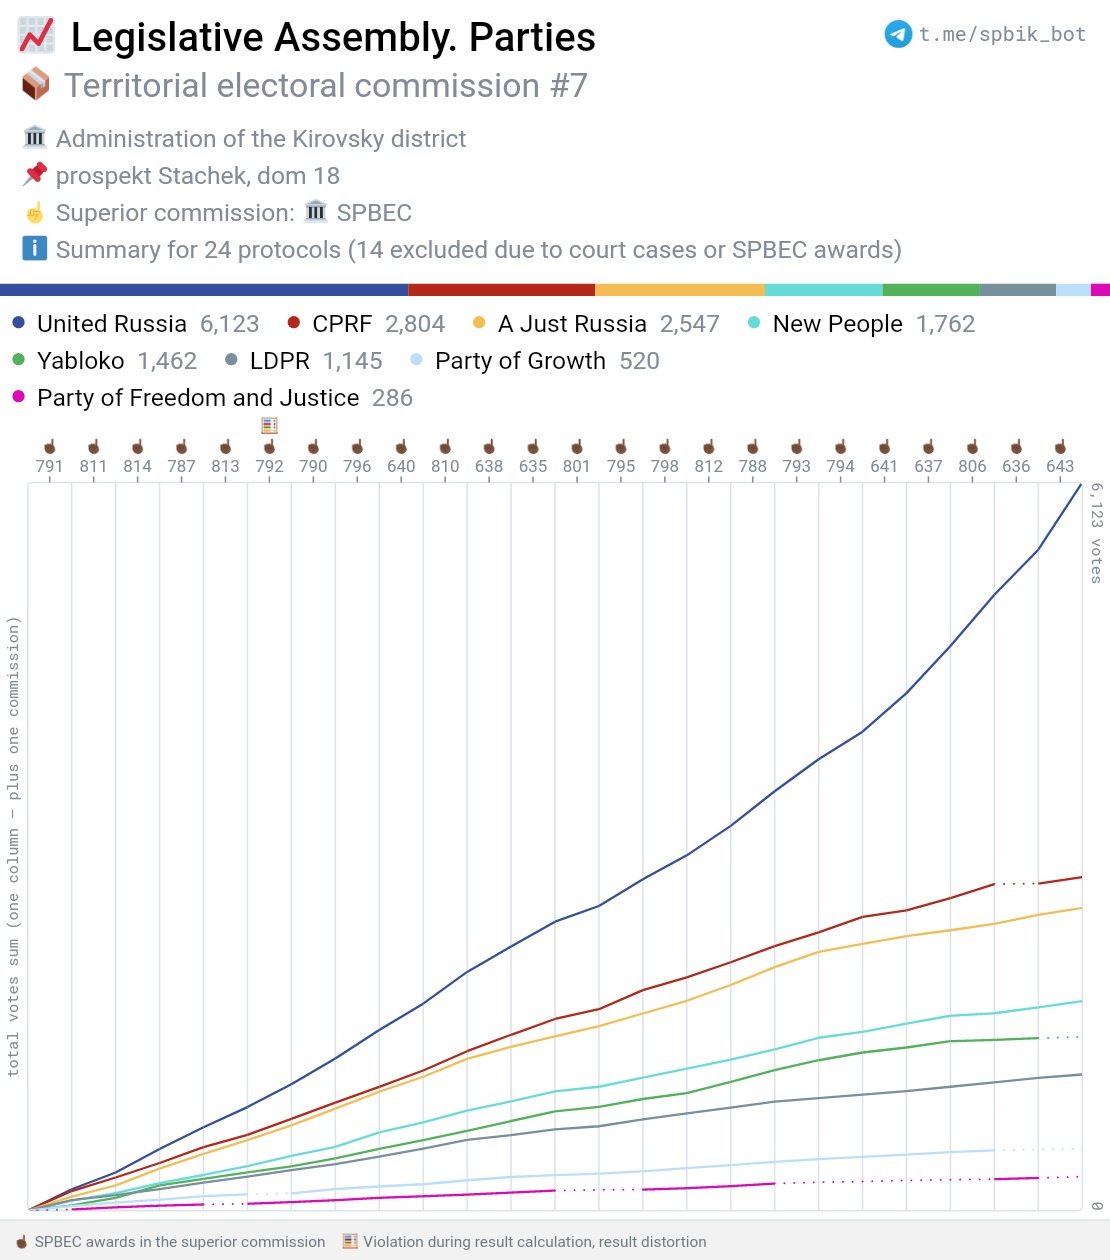 Legislative Assembly. Parties
t.me/spbik_bot
Territorial electoral commission #7
Administration of the Kirovsky district
prospekt Stachek, dom 18
Superior commission: SPBEC
Summary for 24 protocols (14 excluded due to court cases or SPBEC awards)
United Russia 6,123 CPRF 2,804 A Just Russia 2,547 New People 1,762
Yabloko 1,462 LDPR 1,145 Party of Growth 520
Party of Freedom and Justice 286
791 811 814 787 813 792 790 796 640 810 638 635 801 795 798 812 788 793 794 641 637 806 636 643
6,123 votes
total votes sum (one column – plus one commission)
0
SPBEC awards in the superior commission Violation during result calculation, result distortion